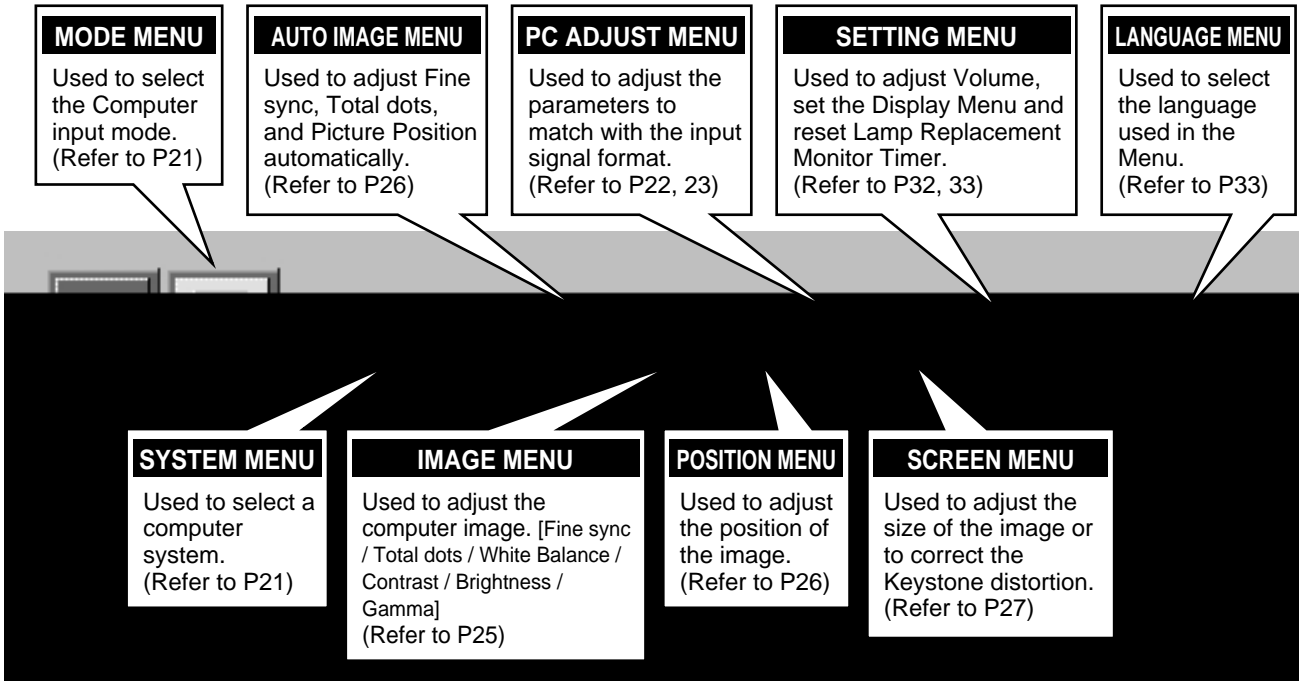 MODE MENU
Used to select
the Computer
input mode.
(Refer to P21)
AUTO IMAGE MENU
Used to adjust Fine
sync, Total dots,
and Picture Position
automatically.
(Refer to P26)
PC ADJUST MENU
Used to adjust the
parameters to
match with the input
signal format.
(Refer to P22, 23)
SETTING MENU
Used to adjust Volume,
set the Display Menu and
reset Lamp Replacement
Monitor Timer.
(Refer to P32, 33)
LANGUAGE MENU
Used to select
the language
used in the
Menu.
(Refer to P33)
SYSTEM MENU
Used to select a
computer
system.
(Refer to P21)
IMAGE MENU
Used to adjust the
computer image. [Fine sync
/ Total dots / White Balance /
Contrast / Brightness /
Gamma]
(Refer to P25)
POSITION MENU
Used to adjust
the position of
the image.
(Refer to P26)
SCREEN MENU
Used to adjust the
size of the image or
to correct the
Keystone distortion.
(Refer to P27)